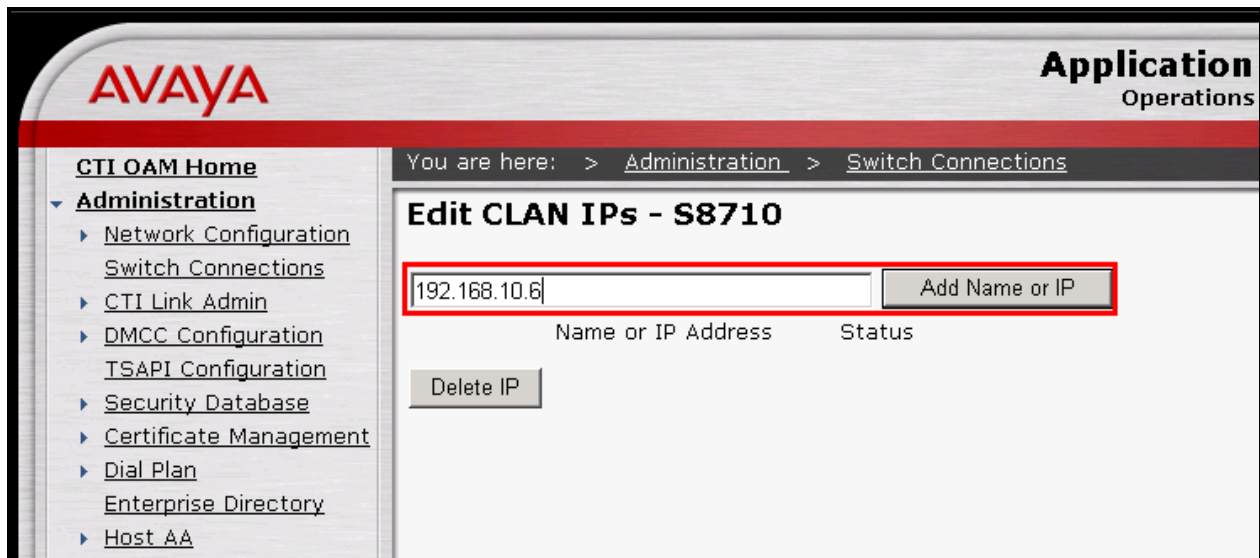 AVAYA
Application
Operations
CTI OAM Home
Administration
Network Configuration
Switch Connections
CTI Link Admin
DMCC Configuration
TSAPI Configuration
Security Database
Certificate Management
Dial Plan
Enterprise Directory
Host AA
You are here: > Administration > Switch Connections
Edit CLAN IPs - S8710
192.168.10.6 Add Name or IP
Name or IP Address Status
Delete IP